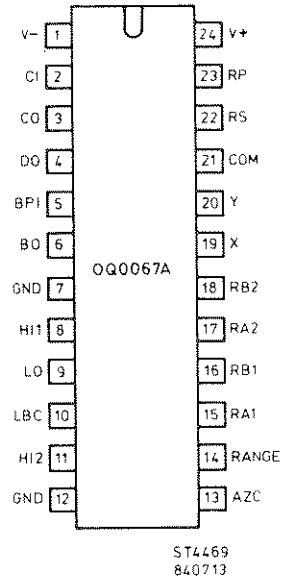 V- 1 24 V+
CI 2 23 RP
CO 3 22 RS
DO 4 21 COM
BPI 5 20 Y
BO 6 19 X
OQ0067A
GND 7 18 RB2
HI1 8 17 RA2
LO 9 16 RB1
LBC 10 15 RA1
HI2 11 14 RANGE
GND 12 13 AZC
ST4469
840713